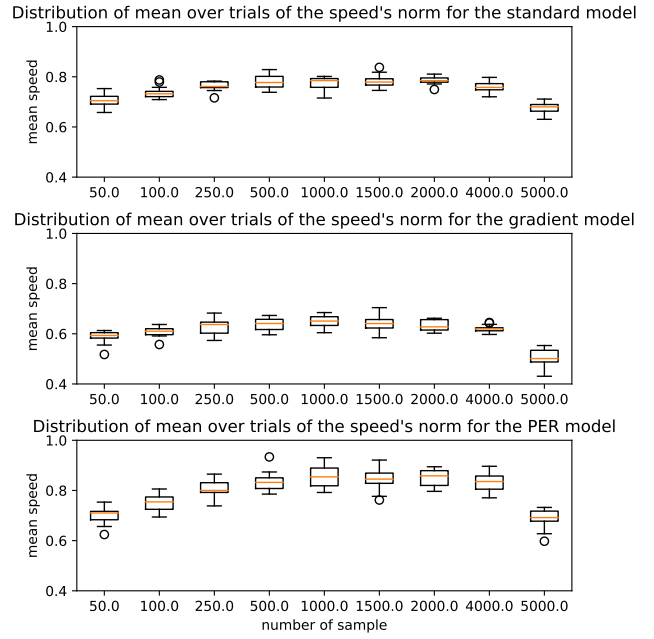 Distribution of mean over trials of the speed's norm for the standard model
1.0
0.8
0.6
0.4
mean speed
50.0 100.0 250.0 500.0 1000.0 1500.0 2000.0 4000.0 5000.0
Distribution of mean over trials of the speed's norm for the gradient model
1.0
0.8
0.6
0.4
mean speed
50.0 100.0 250.0 500.0 1000.0 1500.0 2000.0 4000.0 5000.0
Distribution of mean over trials of the speed's norm for the PER model
1.0
0.8
0.6
0.4
mean speed
50.0 100.0 250.0 500.0 1000.0 1500.0 2000.0 4000.0 5000.0
number of sample